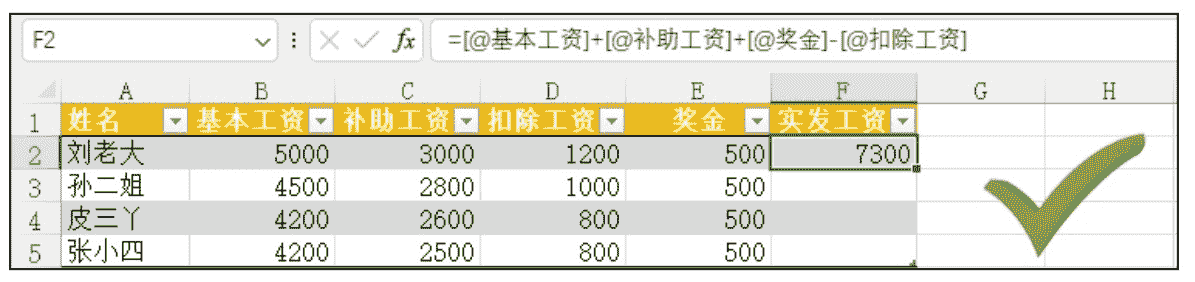 F2 fx =[@基本工资]+[@补助工资]+[@奖金]-[@扣除工资]
A B C D E F G H
1 姓名 基本工资 补助工资 扣除工资 奖金 实发工资
2 刘老大 5000 3000 1200 500 7300
3 孙二姐 4500 2800 1000 500
4 皮三丫 4200 2600 800 500
5 张小四 4200 2500 800 500